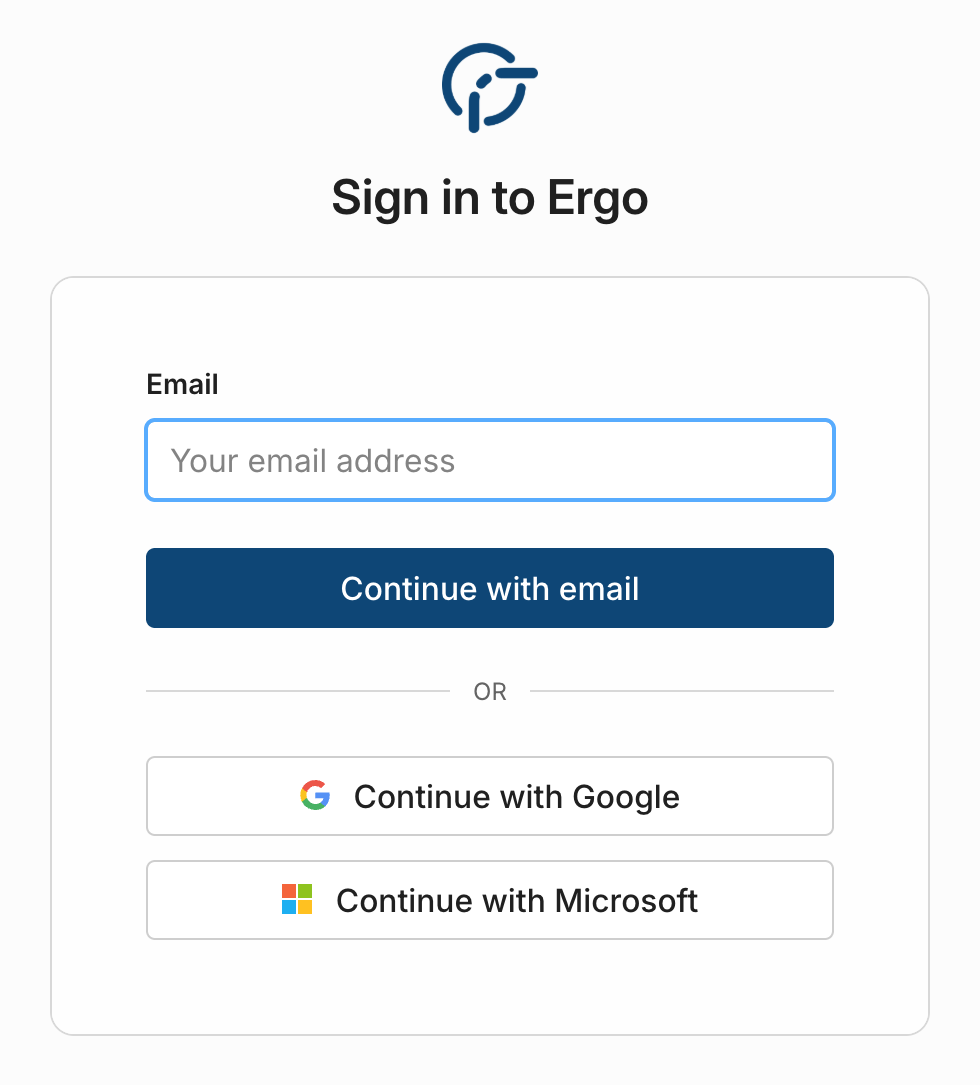 Sign in to Ergo
Email
Your email address
Continue with email
OR
Continue with Google
Continue with Microsoft